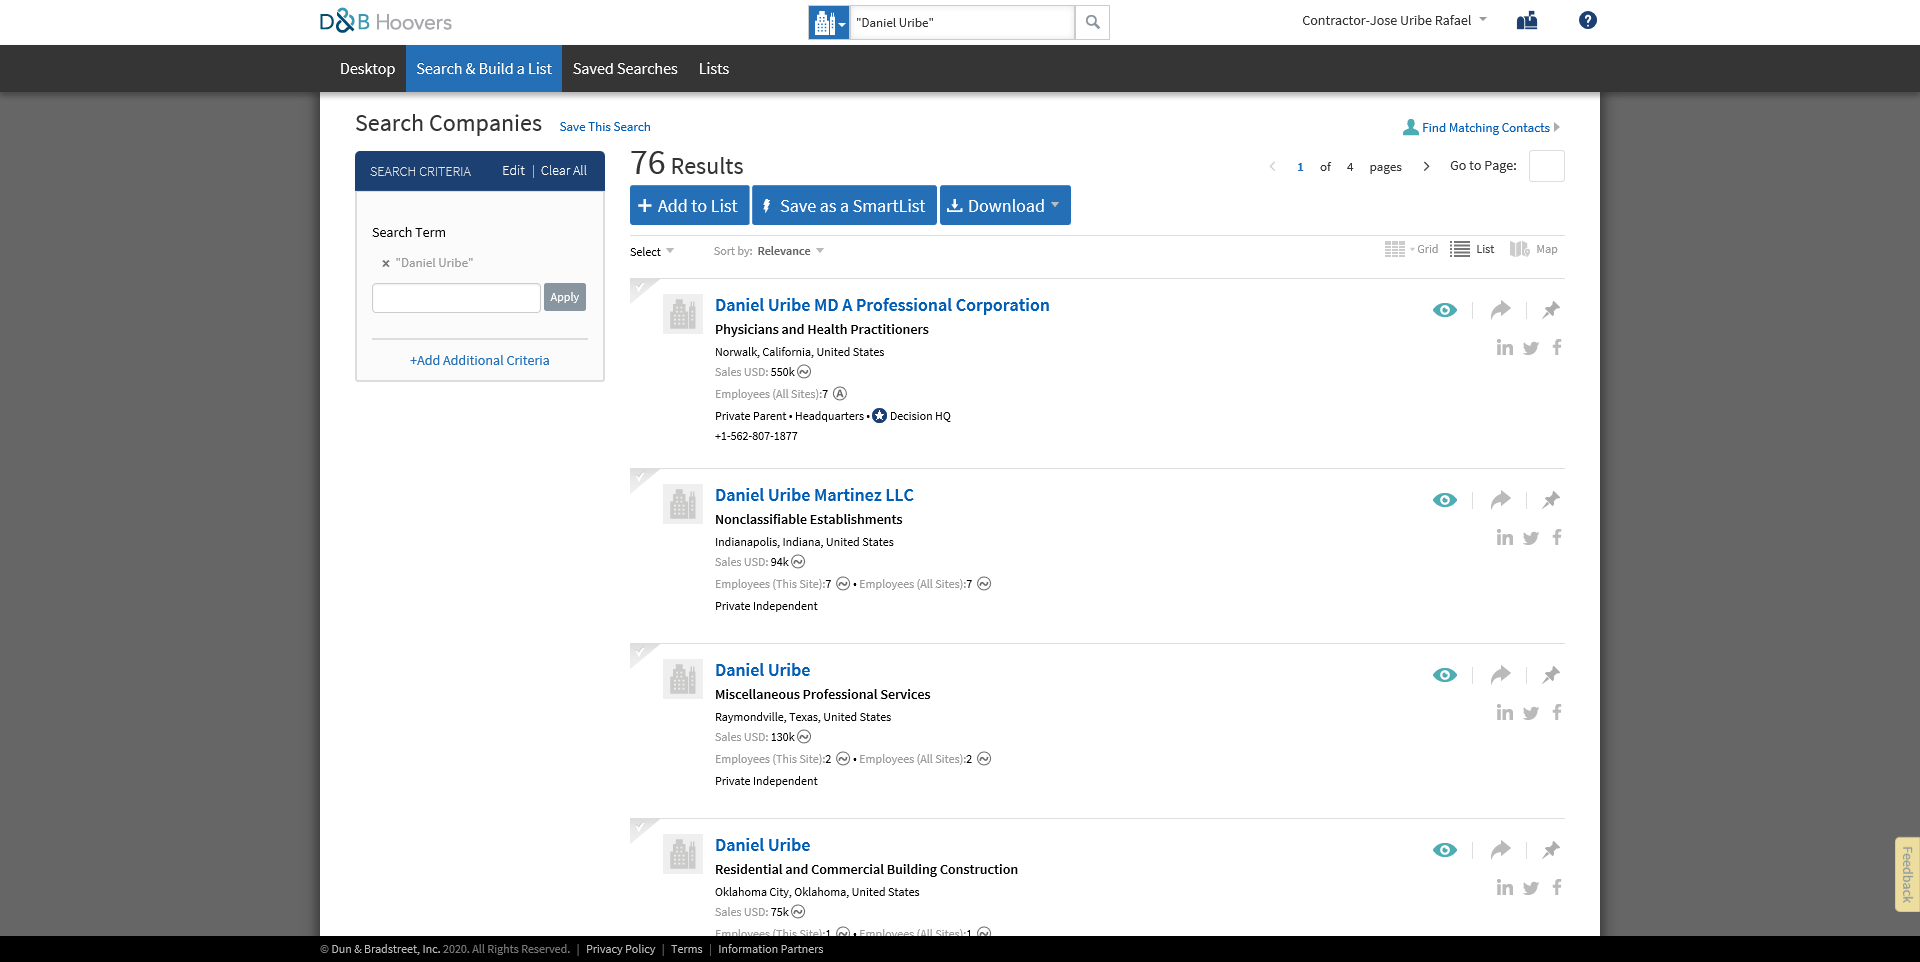 D&B Hoovers
"Daniel Uribe"
Contractor-Jose Uribe Rafael
?
Desktop
Search & Build a List
Saved Searches
Lists
Search Companies
Save This Search
Find Matching Contacts
SEARCH CRITERIA
Edit | Clear All
Search Term
× "Daniel Uribe"
Apply
+Add Additional Criteria
76 Results
1 of 4 pages
Go to Page:
+ Add to List
Save as a SmartList
Download
Select
Sort by: Relevance
Grid
List
Map
Daniel Uribe MD A Professional Corporation
Physicians and Health Practitioners
Norwalk, California, United States
Sales USD: 550k
Employees (All Sites):7 A
Private Parent • Headquarters • Decision HQ
+1-562-807-1877
in f
Daniel Uribe Martinez LLC
Nonclassifiable Establishments
Indianapolis, Indiana, United States
Sales USD: 94k
Employees (This Site):7 • Employees (All Sites):7
Private Independent
in f
Daniel Uribe
Miscellaneous Professional Services
Raymondville, Texas, United States
Sales USD: 130k
Employees (This Site):2 • Employees (All Sites):2
Private Independent
in f
Daniel Uribe
Residential and Commercial Building Construction
Oklahoma City, Oklahoma, United States
Sales USD: 75k
Employees (This Site):1 • Employees (All Sites):1
in f
Feedback
© Dun & Bradstreet, Inc. 2020. All Rights Reserved. | Privacy Policy | Terms | Information Partners